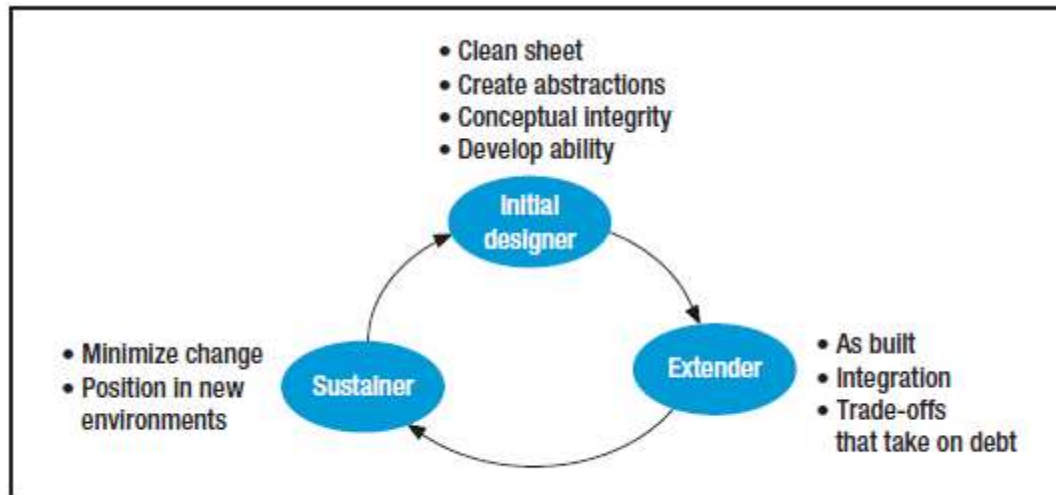 • Clean sheet
• Create abstractions
• Conceptual integrity
• Develop ability
Initial
designer
• Minimize change
• Position in new
environments
Sustainer
Extender
• As built
• Integration
• Trade-offs
that take on debt